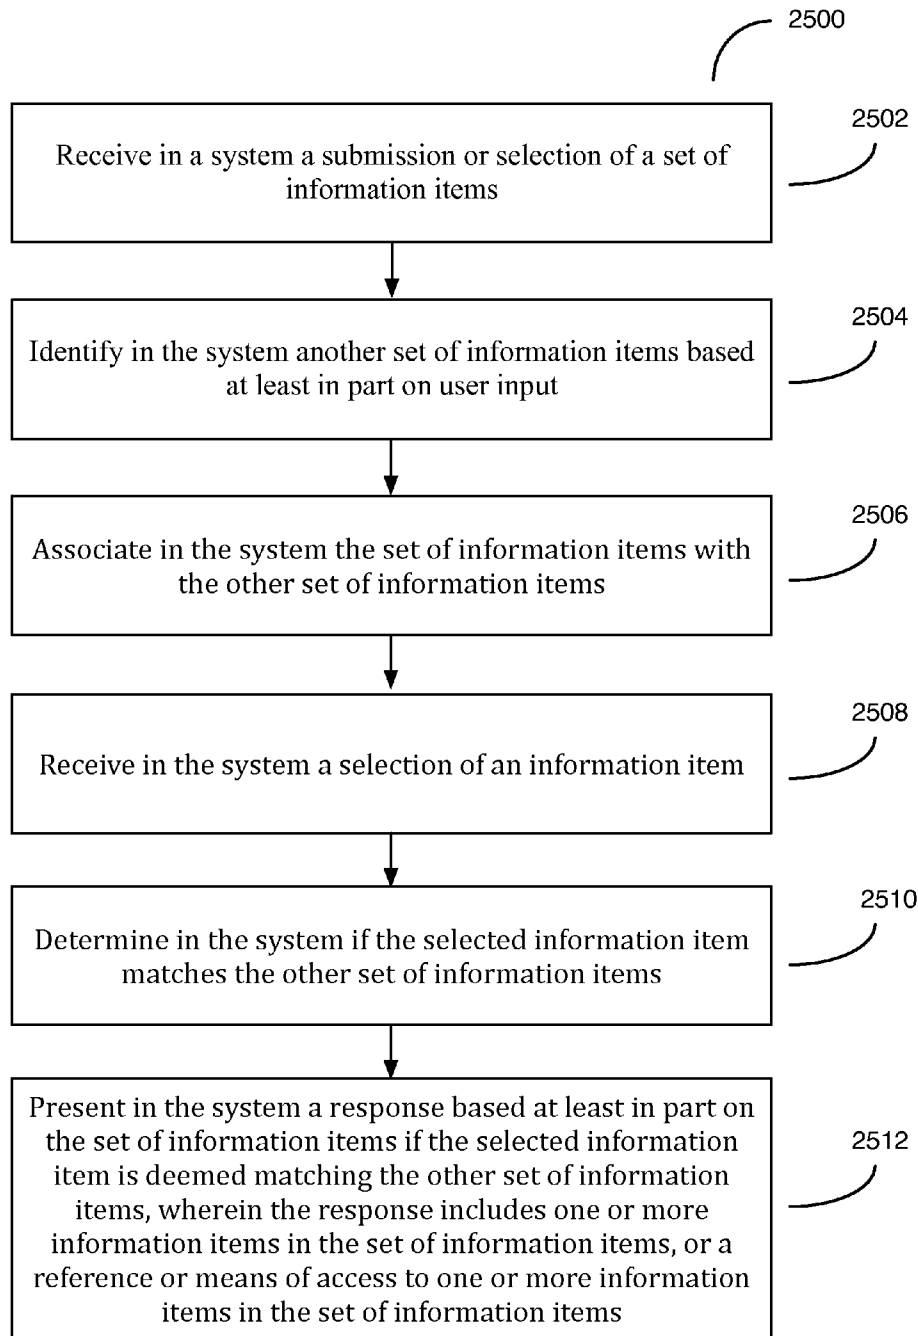 2500
2502
Receive in a system a submission or selection of a set of
information items
2504
Identify in the system another set of information items based
at least in part on user input
2506
Associate in the system the set of information items with
the other set of information items
2508
Receive in the system a selection of an information item
2510
Determine in the system if the selected information item
matches the other set of information items
2512
Present in the system a response based at least in part on
the set of information items if the selected information
item is deemed matching the other set of information
items, wherein the response includes one or more
information items in the set of information items, or a
reference or means of access to one or more information
items in the set of information items